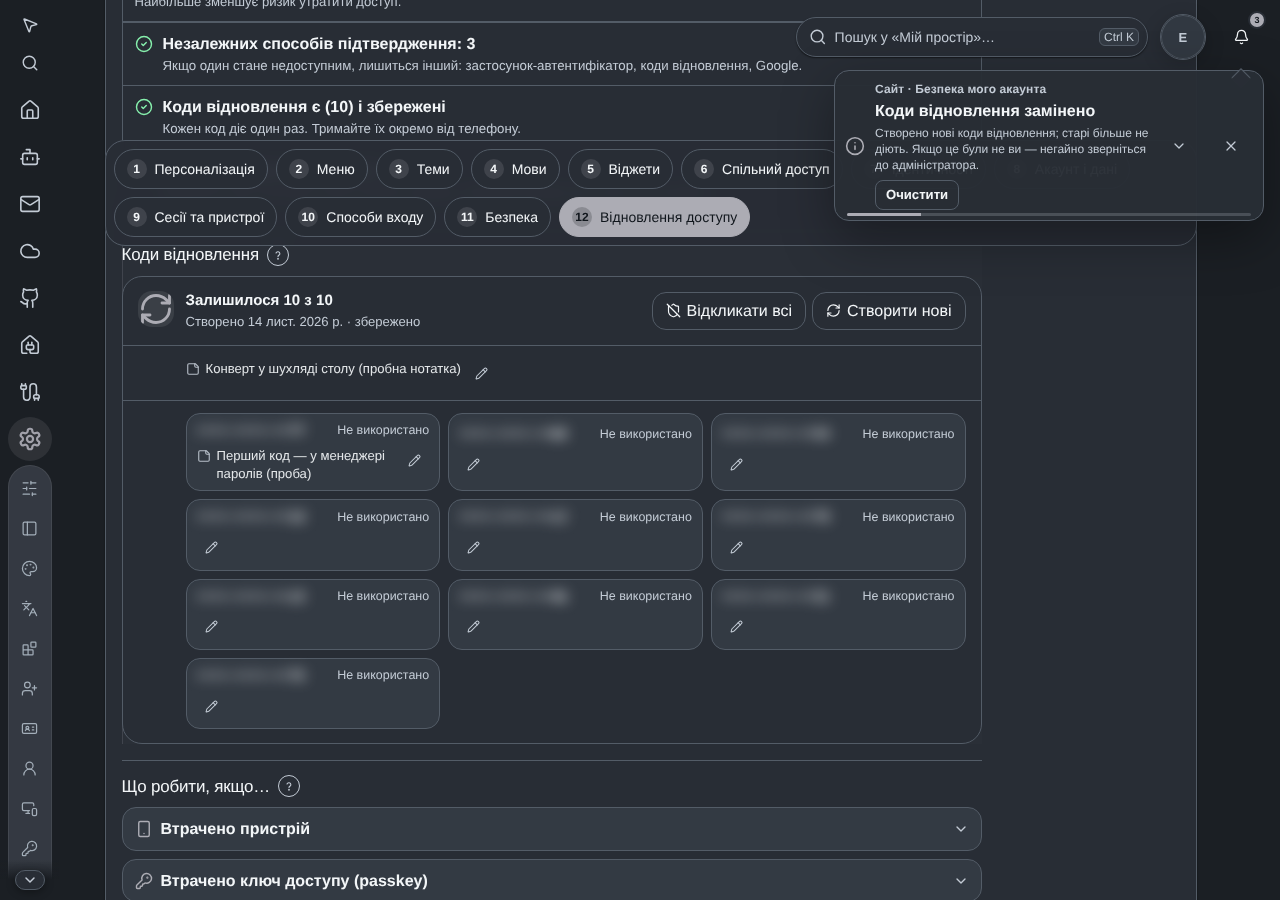 Найбільше зменшує ризик утратити доступ.
Незалежних способів підтвердження: 3
Якщо один стане недоступним, лишиться інший: застосунок-автентифікатор, коди відновлення, Google.
Коди відновлення є (10) і збережені
Кожен код діє один раз. Тримайте їх окремо від телефону.
Пошук у «Мій простір»…
Ctrl K
E
3
Сайт · Безпека мого акаунта
Коди відновлення замінено
Створено нові коди відновлення; старі більше не
діють. Якщо це були не ви — негайно зверніться
до адміністратора.
Очистити
1 Персоналізація
2 Меню
3 Теми
4 Мови
5 Віджети
6 Спільний доступ
9 Сесії та пристрої
10 Способи входу
11 Безпека
12 Відновлення доступу
Коди відновлення ?
Залишилося 10 з 10
Створено 14 лист. 2026 р. · збережено
Відкликати всі
Створити нові
Конверт у шухляді столу (пробна нотатка)
Не використано
Перший код — у менеджері
паролів (проба)
Не використано
Не використано
Не використано
Не використано
Не використано
Не використано
Не використано
Не використано
Не використано
Що робити, якщо… ?
Втрачено пристрій
Втрачено ключ доступу (passkey)